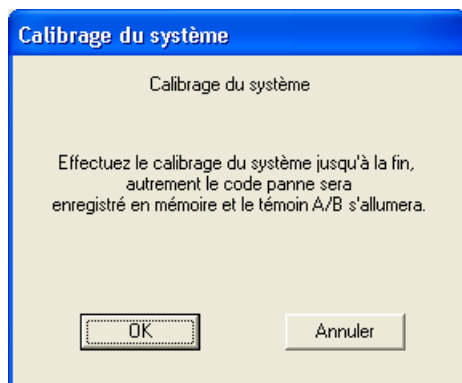 Calibrage du système
Calibrage du système
Effectuez le calibrage du système jusqu'à la fin,
autrement le code panne sera
enregistré en mémoire et le témoin A/B s'allumera.
OK
Annuler